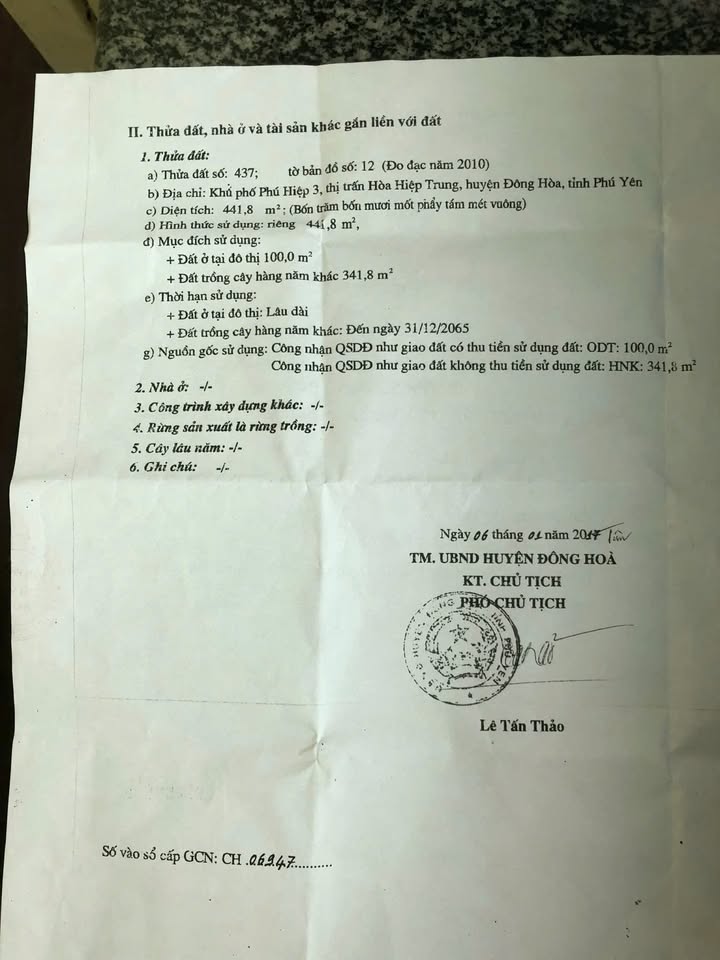 II. Thửa đất, nhà ở và tài sản khác gắn liền với đất
1. Thửa đất:
a) Thửa đất số: 437; tờ bản đồ số: 12 (Đo đạc năm 2010)
b) Địa chỉ: Khu phố Phú Hiệp 3, thị trấn Hòa Hiệp Trung, huyện Đông Hòa, tỉnh Phú Yên
c) Diện tích: 441,8 m²; (Bốn trăm bốn mươi mốt phẩy tám mét vuông)
d) Hình thức sử dụng: riêng 441,8 m²,
đ) Mục đích sử dụng:
+ Đất ở tại đô thị 100,0 m²
+ Đất trồng cây hàng năm khác 341,8 m²
e) Thời hạn sử dụng:
+ Đất ở tại đô thị: Lâu dài
+ Đất trồng cây hàng năm khác: Đến ngày 31/12/2065
g) Nguồn gốc sử dụng: Công nhận QSDĐ như giao đất có thu tiền sử dụng đất: ODT: 100,0 m²
Công nhận QSDĐ như giao đất không thu tiền sử dụng đất: HNK: 341,8 m²
2. Nhà ở: -/-
3. Công trình xây dựng khác: -/-
4. Rừng sản xuất là rừng trồng: -/-
5. Cây lâu năm: -/-
6. Ghi chú: -/-
Ngày 06 tháng 01 năm 2017
TM. UBND HUYỆN ĐÔNG HOÀ
KT. CHỦ TỊCH
PHÓ CHỦ TỊCH
Lê Tấn Thảo
Số vào sổ cấp GCN: CH .06947..........